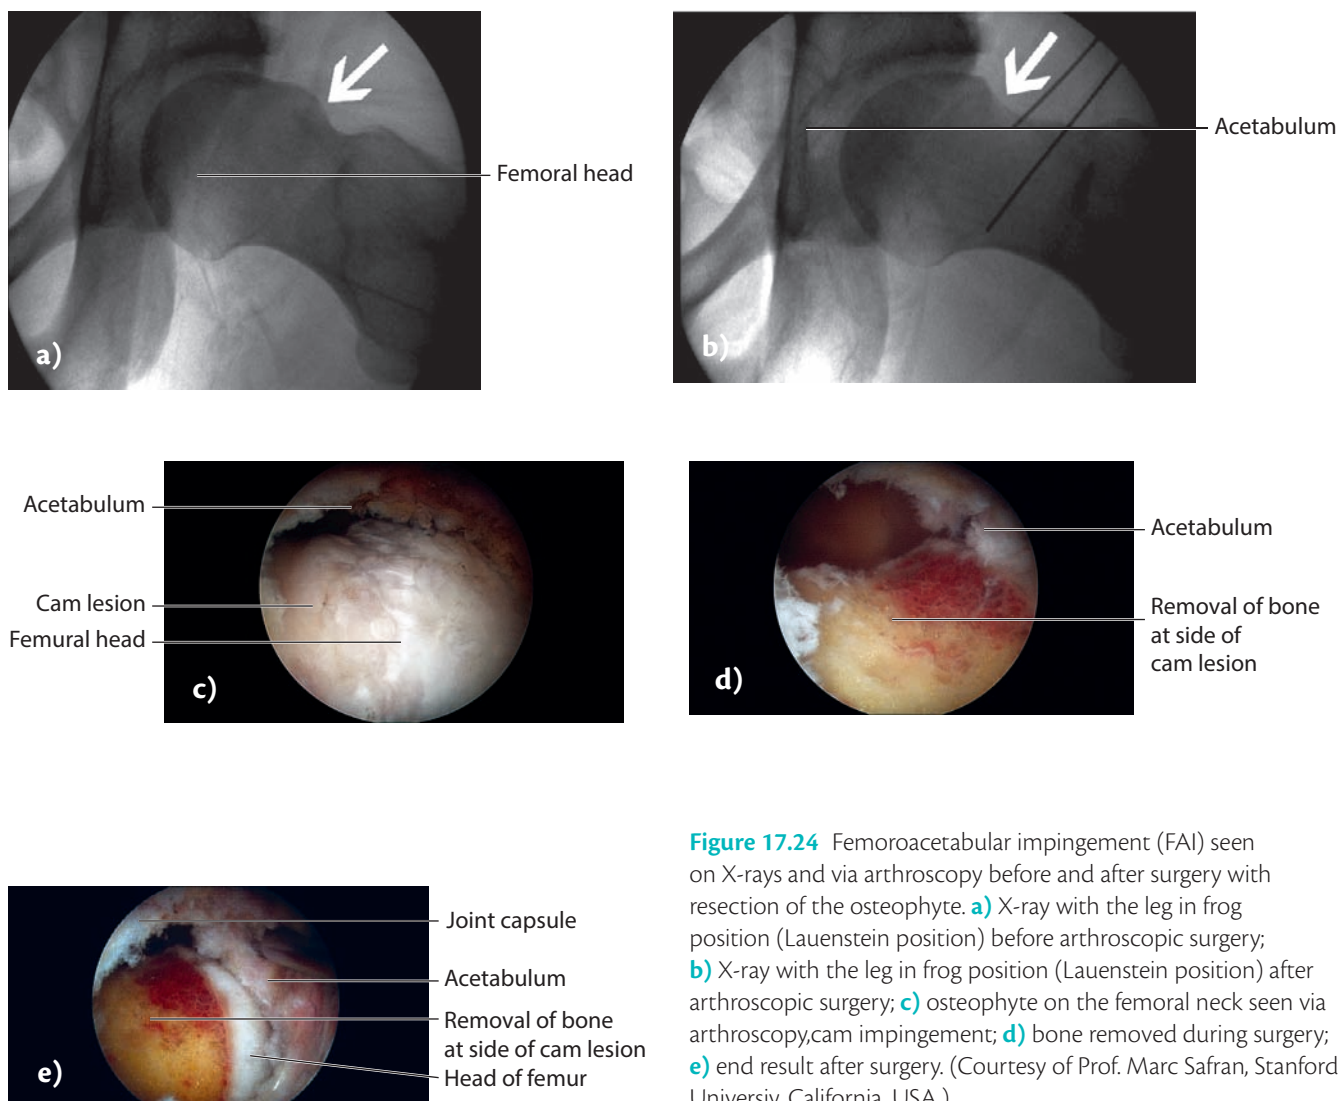 a)
Femoral head
b)
Acetabulum
Acetabulum
Cam lesion
Femural head
c)
d)
Acetabulum
Removal of bone
at side of
cam lesion
e)
Joint capsule
Acetabulum
Removal of bone
at side of cam lesion
Head of femur
Figure 17.24 Femoroacetabular impingement (FAI) seen
on X-rays and via arthroscopy before and after surgery with
resection of the osteophyte. a) X-ray with the leg in frog
position (Lauenstein position) before arthroscopic surgery;
b) X-ray with the leg in frog position (Lauenstein position) after
arthroscopic surgery; c) osteophyte on the femoral neck seen via
arthroscopy,cam impingement; d) bone removed during surgery;
e) end result after surgery. (Courtesy of Prof. Marc Safran, Stanford
Universiy, California, USA.)